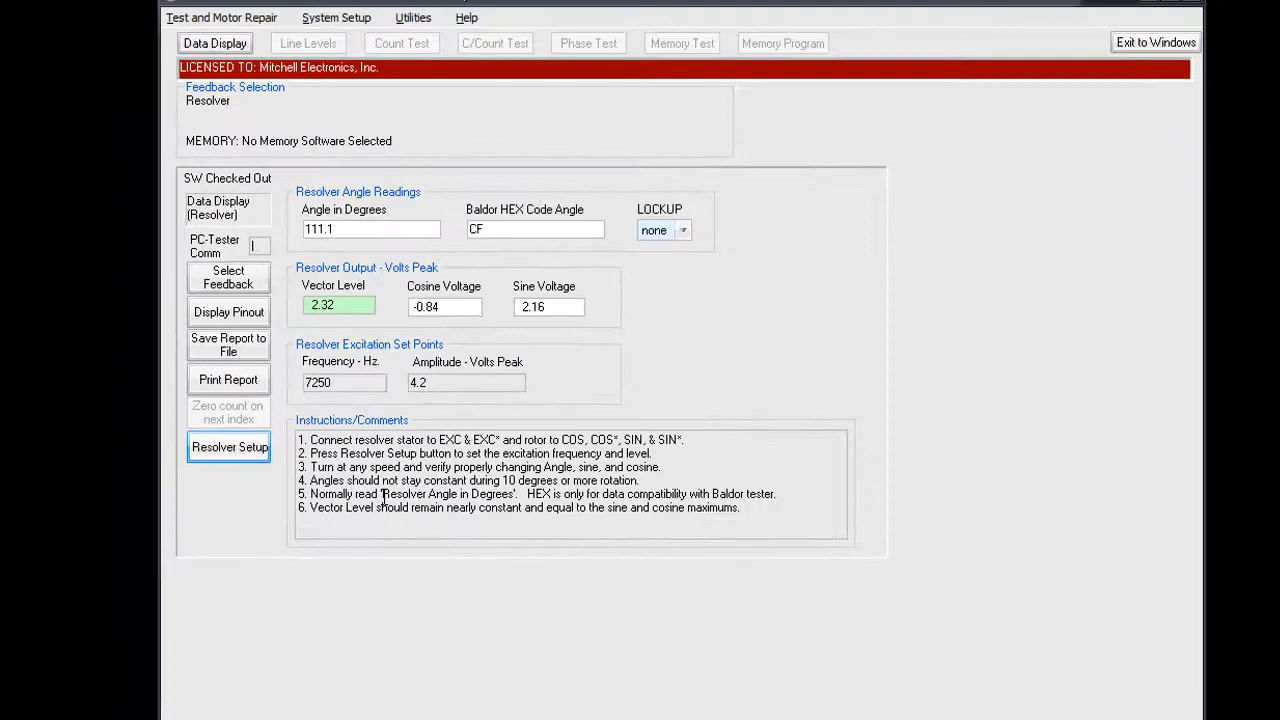 Test and Motor Repair System Setup Utilities Help
Data Display Line Levels Count Test C/Count Test Phase Test Memory Test Memory Program Exit to Windows
LICENSED TO: Mitchell Electronics, Inc.
Feedback Selection
Resolver
MEMORY: No Memory Software Selected
SW Checked Out
Data Display
(Resolver)
PC-Tester
Comm |
Select
Feedback
Display Pinout
Save Report to
File
Print Report
Zero count on
next index
Resolver Setup
Resolver Angle Readings
Angle in Degrees Baldor HEX Code Angle LOCKUP
111.1 CF none
Resolver Output - Volts Peak
Vector Level Cosine Voltage Sine Voltage
2.32 -0.84 2.16
Resolver Excitation Set Points
Frequency - Hz. Amplitude - Volts Peak
7250 4.2
Instructions/Comments
1. Connect resolver stator to EXC & EXC* and rotor to COS, COS*, SIN, & SIN*.
2. Press Resolver Setup button to set the excitation frequency and level.
3. Turn at any speed and verify properly changing Angle, sine, and cosine.
4. Angles should not stay constant during 10 degrees or more rotation.
5. Normally read 'Resolver Angle in Degrees'. HEX is only for data compatibility with Baldor tester.
6. Vector Level should remain nearly constant and equal to the sine and cosine maximums.